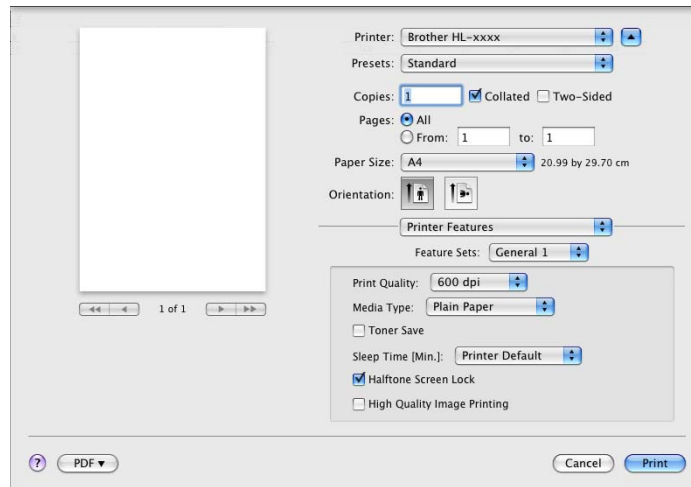 Printer: Brother HL-xxxx
Presets: Standard
Copies: 1 Collated Two-Sided
Pages: All
From: 1 to: 1
Paper Size: A4 20.99 by 29.70 cm
Orientation:
Printer Features
Feature Sets: General 1
Print Quality: 600 dpi
Media Type: Plain Paper
Toner Save
Sleep Time [Min.]: Printer Default
Halftone Screen Lock
High Quality Image Printing
1 of 1
? PDF Cancel Print